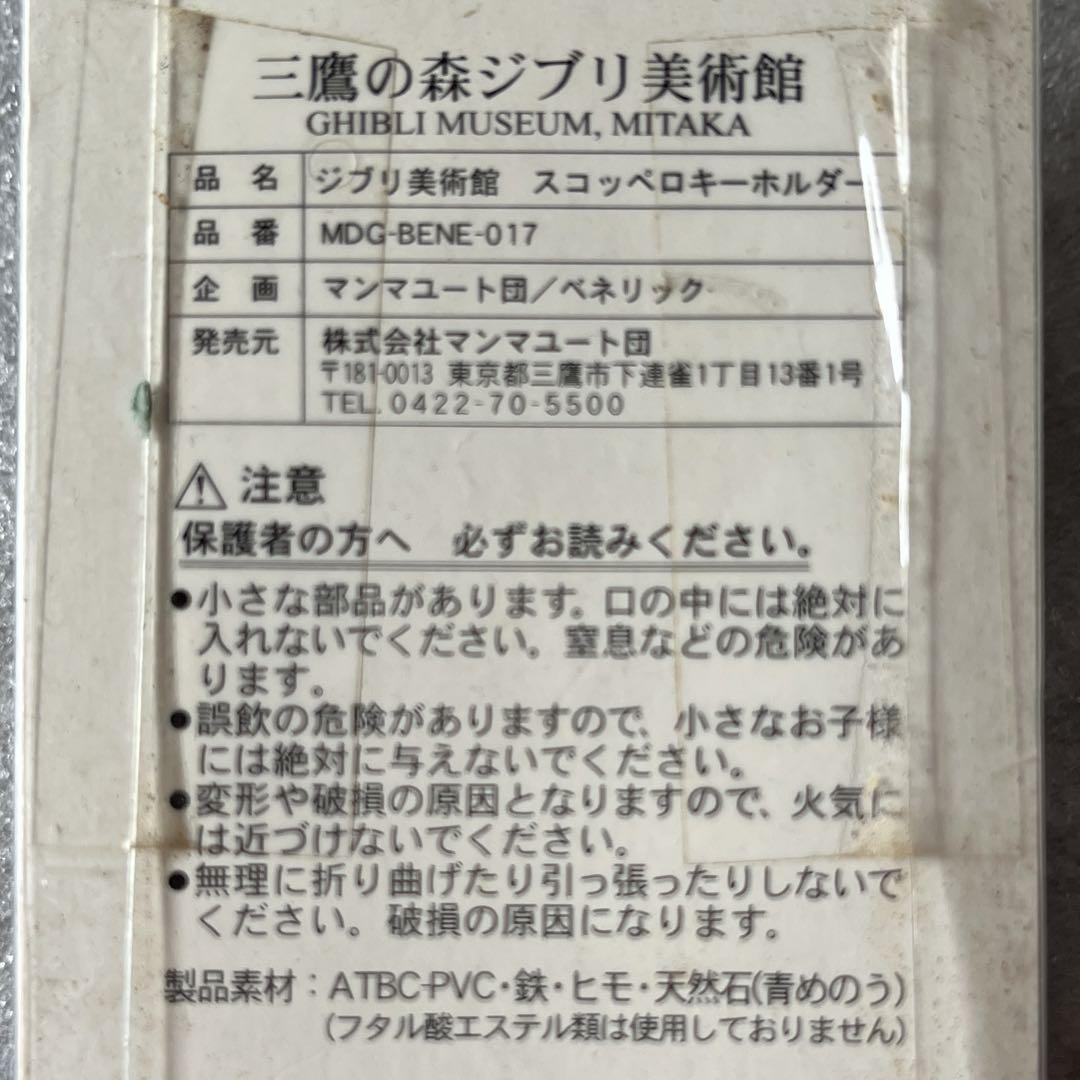 三鷹の森ジブリ美術館
GHIBLI MUSEUM, MITAKA
品 名 ジブリ美術館 スコッペロキーホルダー
品 番 MDG-BENE-017
企 画 マンマユート団／ベネリック
発売元 株式会社マンマユート団
〒181-0013 東京都三鷹市下連雀1丁目13番1号
TEL. 0422-70-5500
注意
保護者の方へ 必ずお読みください。
●小さな部品があります。口の中には絶対に
入れないでください。窒息などの危険があ
ります。
●誤飲の危険がありますので、小さなお子様
には絶対に与えないでください。
●変形や破損の原因となりますので、火気に
は近づけないでください。
●無理に折り曲げたり引っ張ったりしないで
ください。破損の原因になります。
製品素材：ATBC-PVC・鉄・ヒモ・天然石(青めのう)
(フタル酸エステル類は使用しておりません)